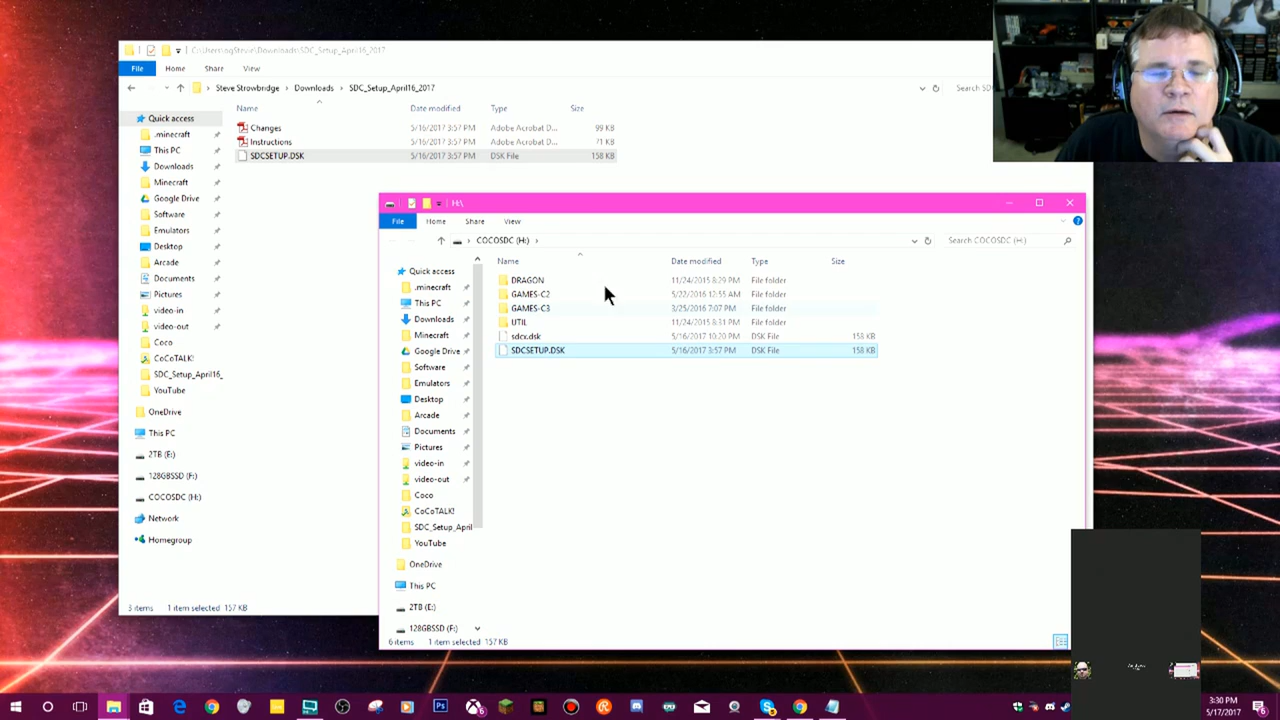 C:\Users\ogStevie\Downloads\SDC_Setup_April16_2017
File Home Share View
Steve Strowbridge > Downloads > SDC_Setup_April16_2017
Name Date modified Type Size
Quick access
.minecraft
This PC
Downloads
Minecraft
Google Drive
Software
Emulators
Desktop
Arcade
Documents
Pictures
video-in
video-out
Coco
CoCoTALK!
SDC_Setup_April16_
YouTube
OneDrive
This PC
2TB (E:)
128GBSSD (F:)
COCOSDC (H:)
Network
Homegroup
Changes 5/16/2017 3:57 PM Adobe Acrobat D... 99 KB
Instructions 5/16/2017 3:57 PM Adobe Acrobat D... 71 KB
SDCSETUP.DSK 5/16/2017 3:57 PM DSK File 158 KB
3 items 1 item selected 157 KB
H:\
File Home Share View
COCOSDC (H:) > Search COCOSDC (H:)
Name Date modified Type Size
Quick access
.minecraft
This PC
Downloads
Minecraft
Google Drive
Software
Emulators
Desktop
Arcade
Documents
Pictures
video-in
video-out
Coco
CoCoTALK!
SDC_Setup_April
YouTube
OneDrive
This PC
2TB (E:)
128GBSSD (F:)
DRAGON 11/24/2015 8:29 PM File folder
GAMES-C2 5/22/2016 12:55 AM File folder
GAMES-C3 3/25/2016 7:07 PM File folder
UTIL 11/24/2015 8:31 PM File folder
sdcx.dsk 5/16/2017 10:20 PM DSK File 158 KB
SDCSETUP.DSK 5/16/2017 3:57 PM DSK File 158 KB
6 items 1 item selected 157 KB
3:30 PM
5/17/2017